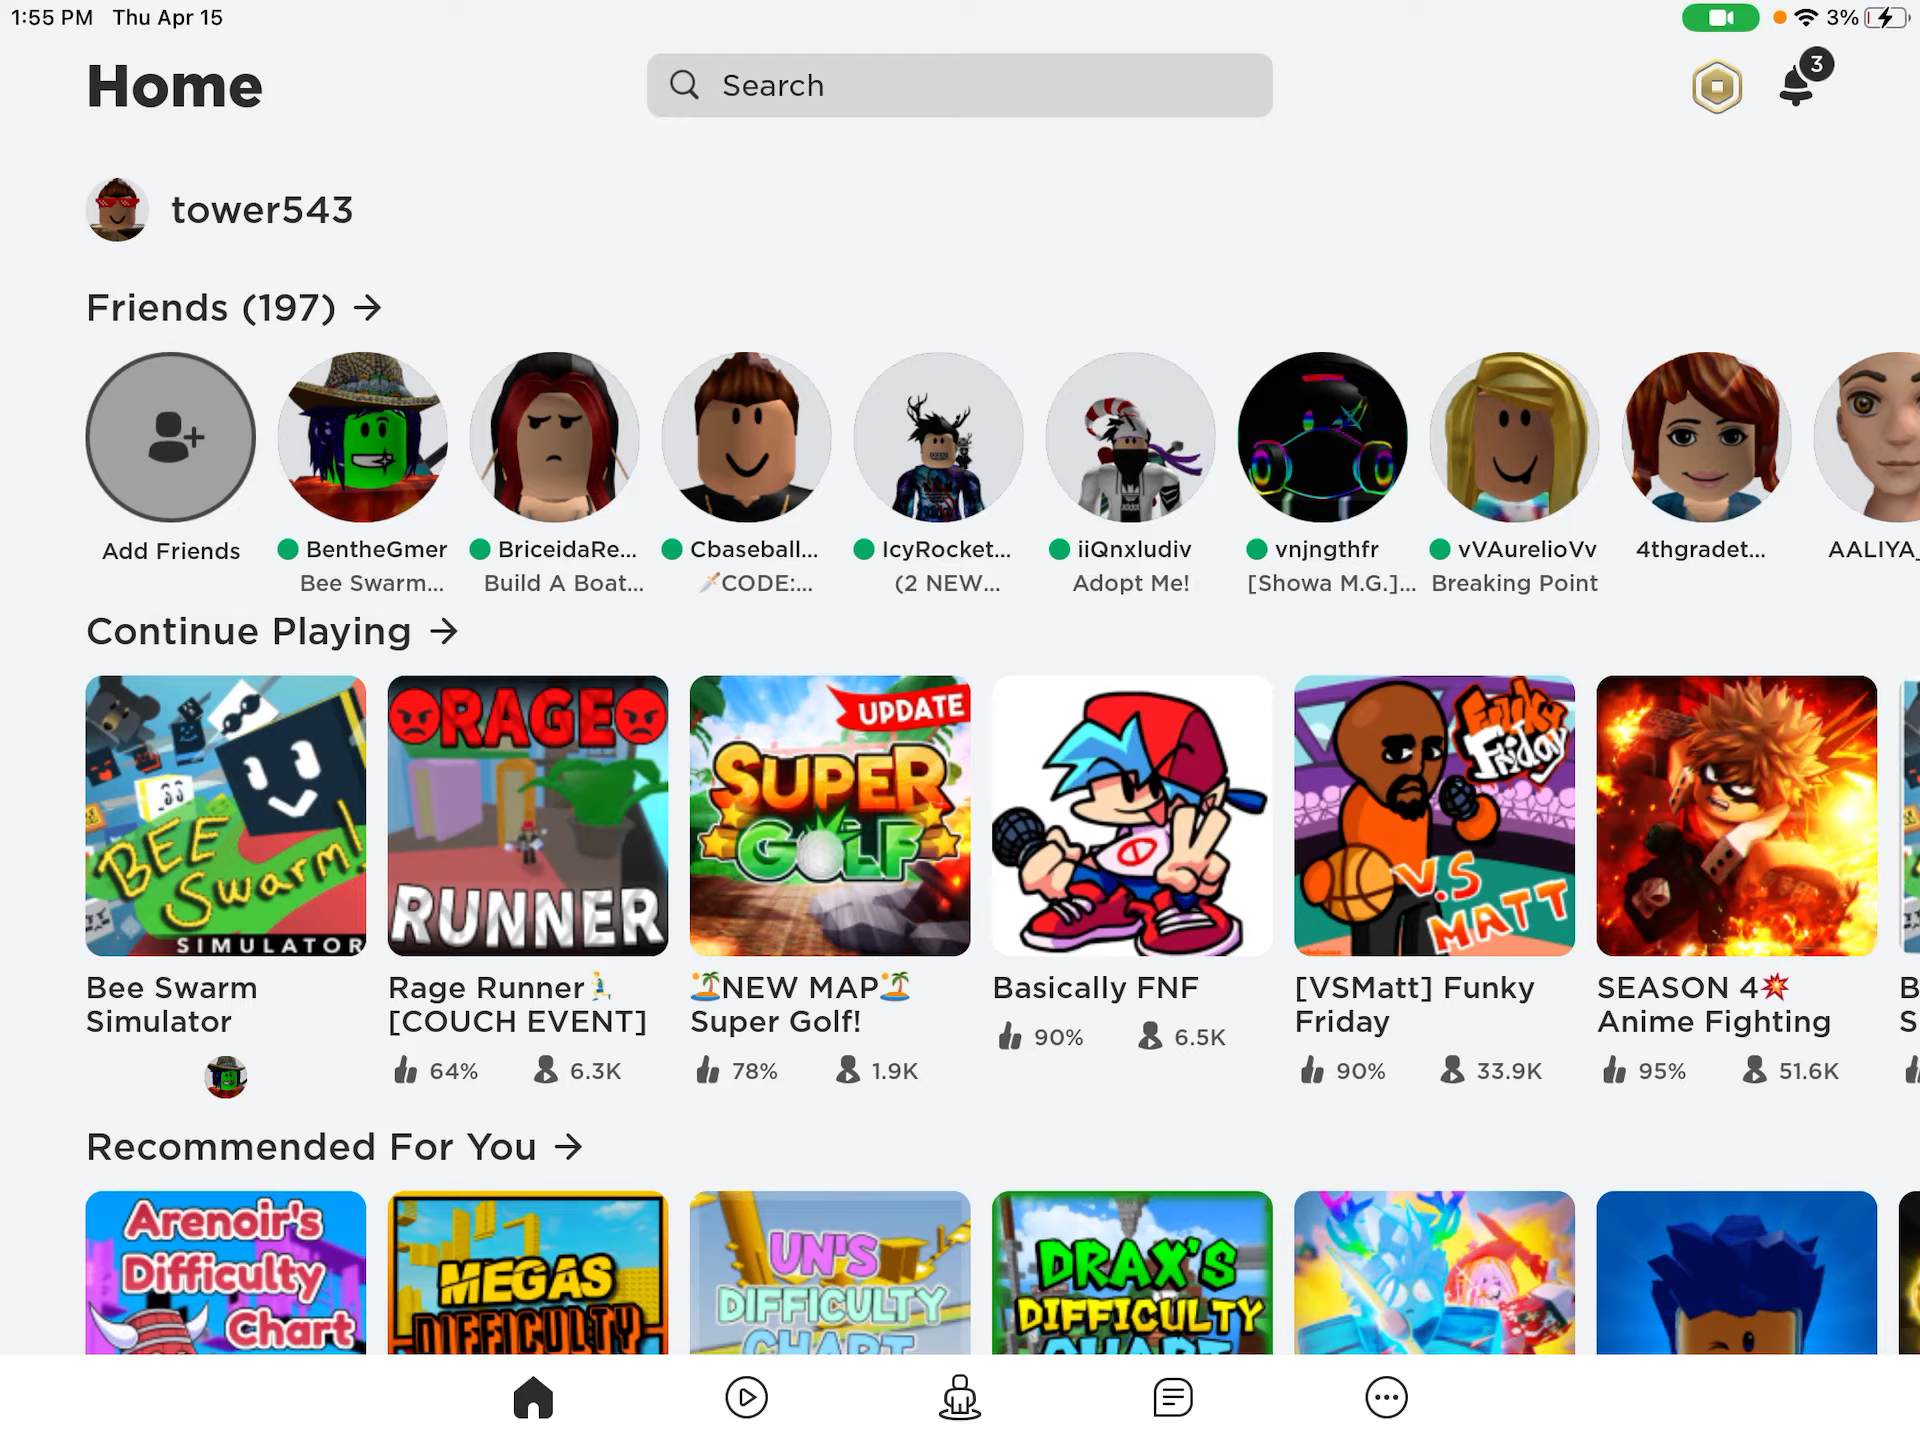 1:55 PM Thu Apr 15
3%
Home
Search
3
tower543
Friends (197) →
Add Friends
BentheGmer
BriceidaRe...
Cbaseball...
IcyRocket...
iiQnxludiv
vnjngthfr
vVAurelioVv
4thgradet...
AALIYA_
Bee Swarm...
Build A Boat...
🗡️CODE:...
(2 NEW...
Adopt Me!
[Showa M.G.]...
Breaking Point
Continue Playing →
BEE
Swarm!
SIMULATOR
RAGE
RUNNER
UPDATE
SUPER
GOLF
Funky
Friday
V.S
MATT
Bee Swarm
Simulator
Rage Runner🏃
[COUCH EVENT]
64% 6.3K
🏝️NEW MAP🏝️
Super Golf!
78% 1.9K
Basically FNF
90% 6.5K
[VSMatt] Funky
Friday
90% 33.9K
SEASON 4💥
Anime Fighting
95% 51.6K
B
S
Recommended For You →
Arenoir's
Difficulty
Chart
MEGAS
DIFFICULTY
UN'S
DIFFICULTY
CHART
DRAX'S
DIFFICULTY
CHART